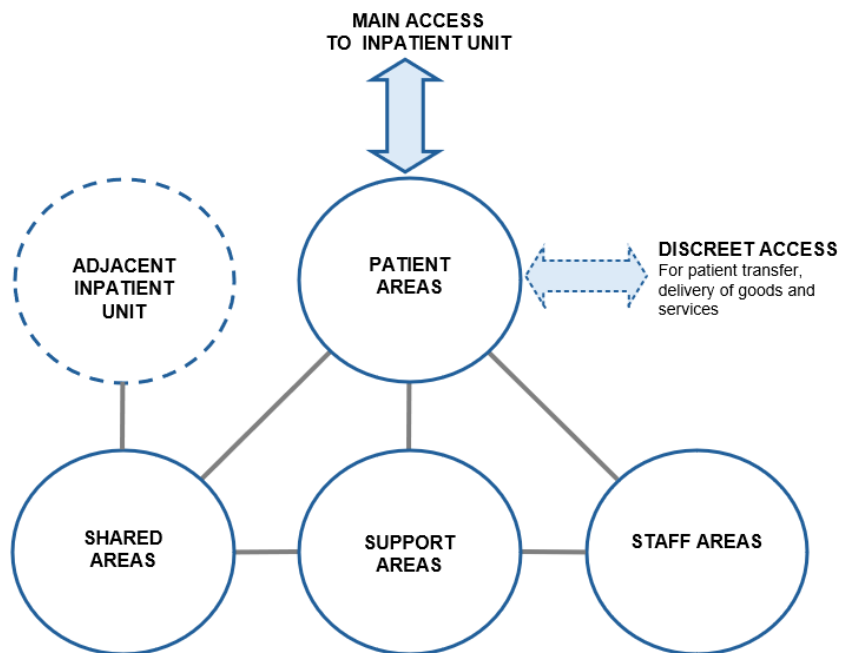 MAIN ACCESS
TO INPATIENT UNIT
ADJACENT
INPATIENT
UNIT
PATIENT
AREAS
DISCREET ACCESS
For patient transfer,
delivery of goods and
services
SHARED
AREAS
SUPPORT
AREAS
STAFF AREAS